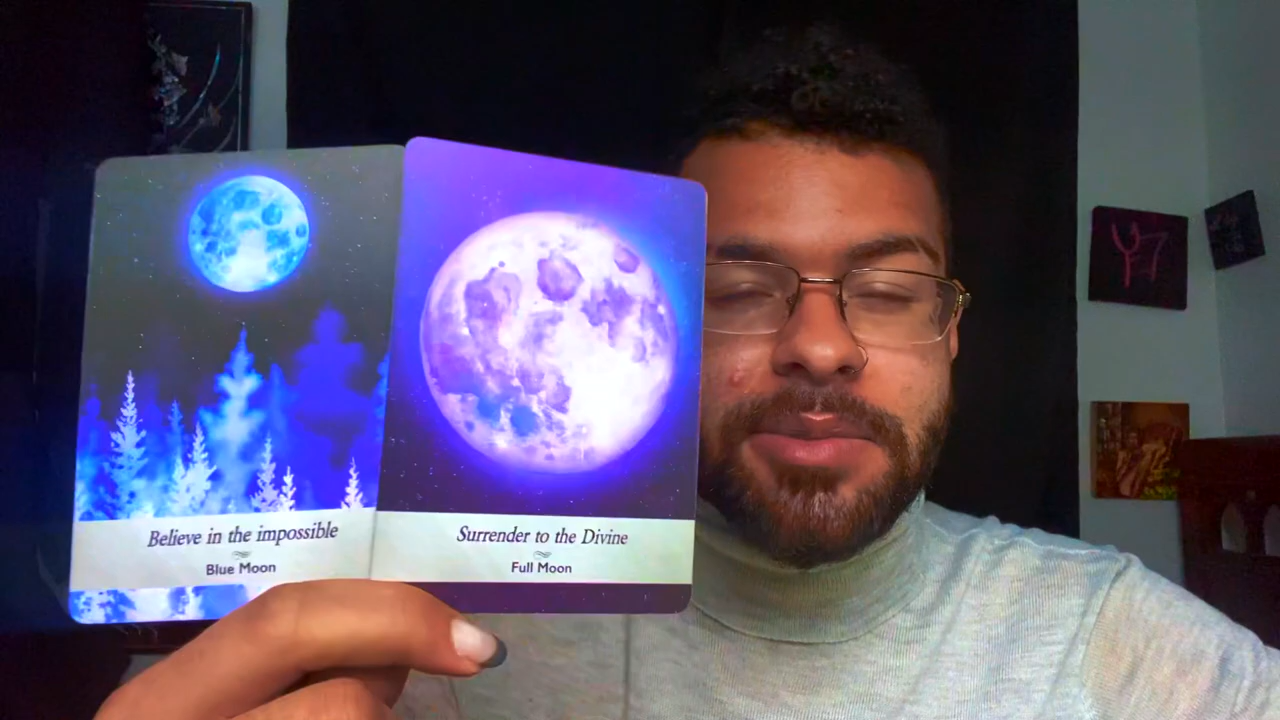 Believe in the impossible
Blue Moon
Surrender to the Divine
Full Moon